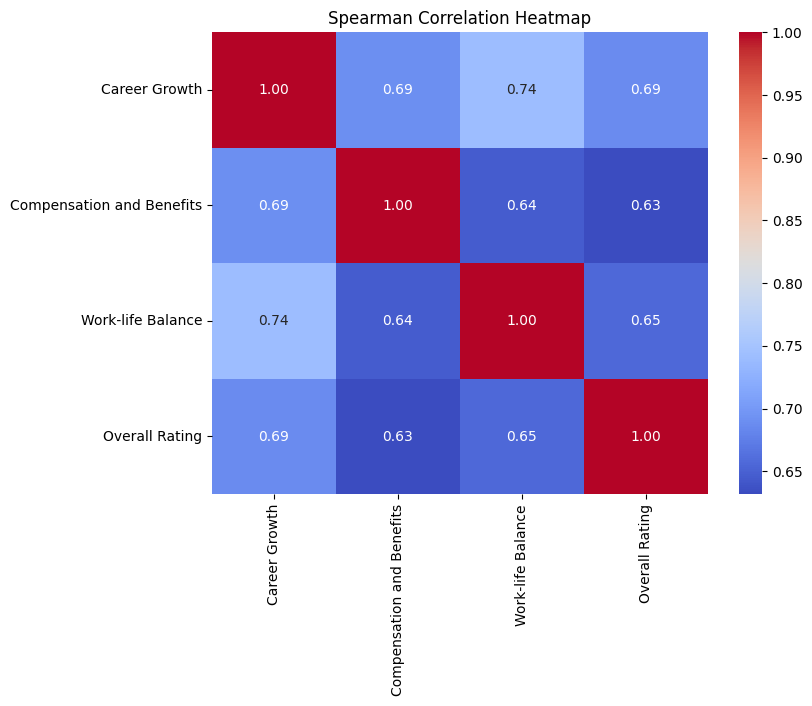 Spearman Correlation Heatmap
Career Growth 1.00 0.69 0.74 0.69
Compensation and Benefits 0.69 1.00 0.64 0.63
Work-life Balance 0.74 0.64 1.00 0.65
Overall Rating 0.69 0.63 0.65 1.00
Career Growth
Compensation and Benefits
Work-life Balance
Overall Rating
1.00
0.95
0.90
0.85
0.80
0.75
0.70
0.65